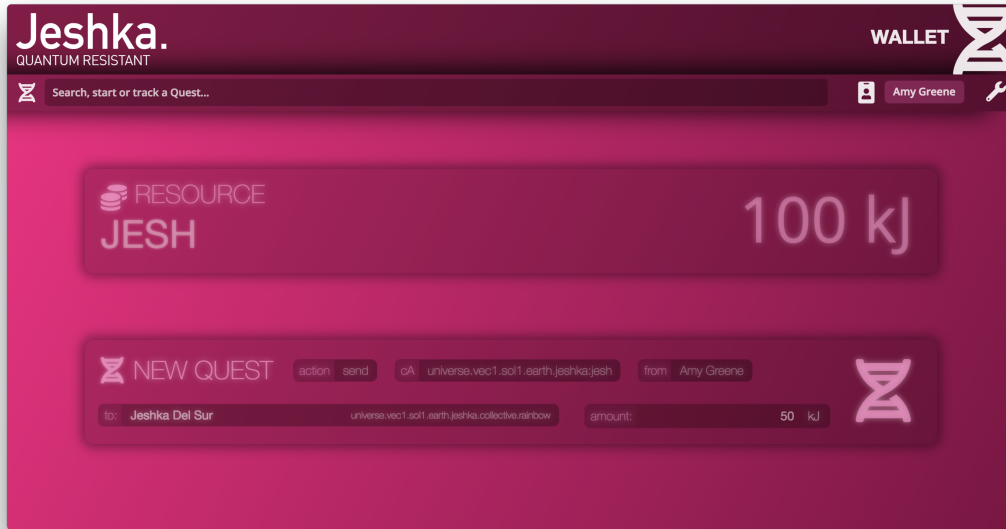 Jeshka.
QUANTUM RESISTANT
WALLET
Search, start or track a Quest...
Amy Greene
RESOURCE
JESH
100 kJ
NEW QUEST action send cA universe.vec1.sol1.earth.jeshka:jesh from Amy Greene
to: Jeshka Del Sur universe.vec1.sol1.earth.jeshka.collective.rainbow amount: 50 kJ